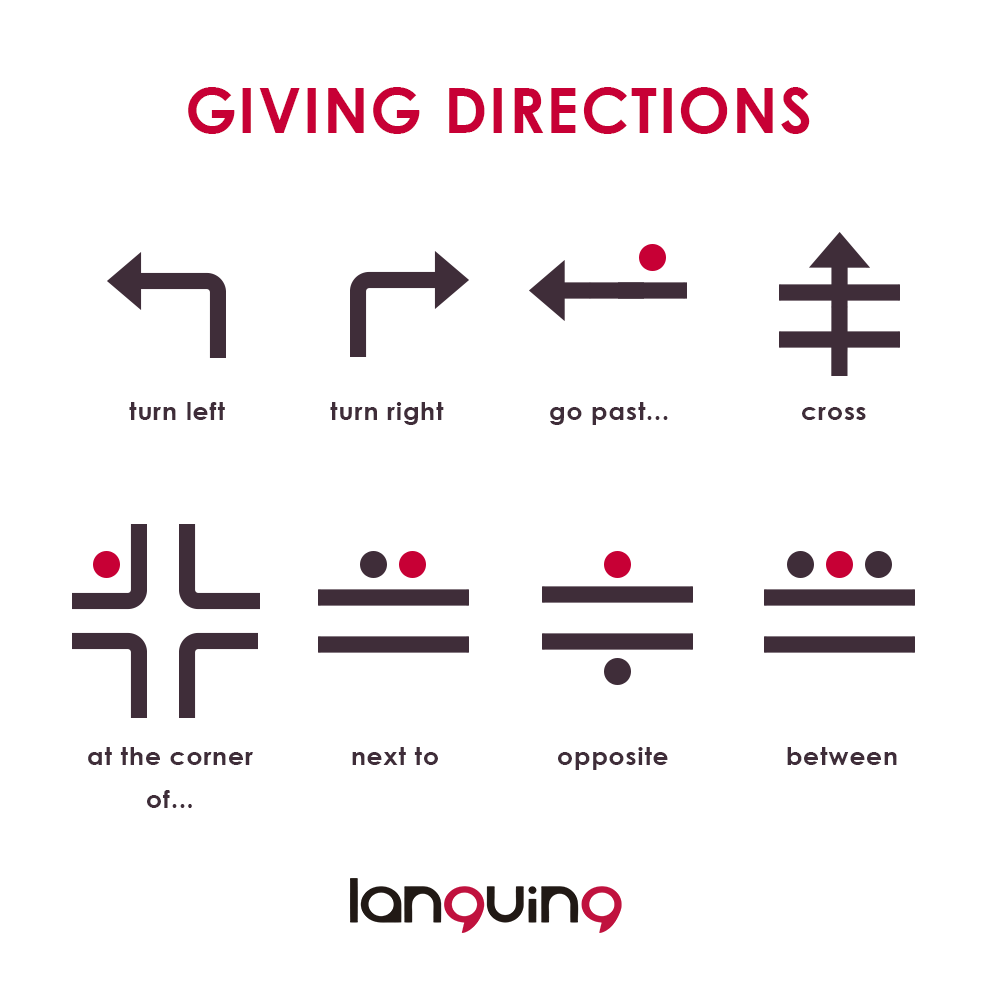 GIVING DIRECTIONS
turn left
turn right
go past...
cross
at the corner
of...
next to
opposite
between
languing